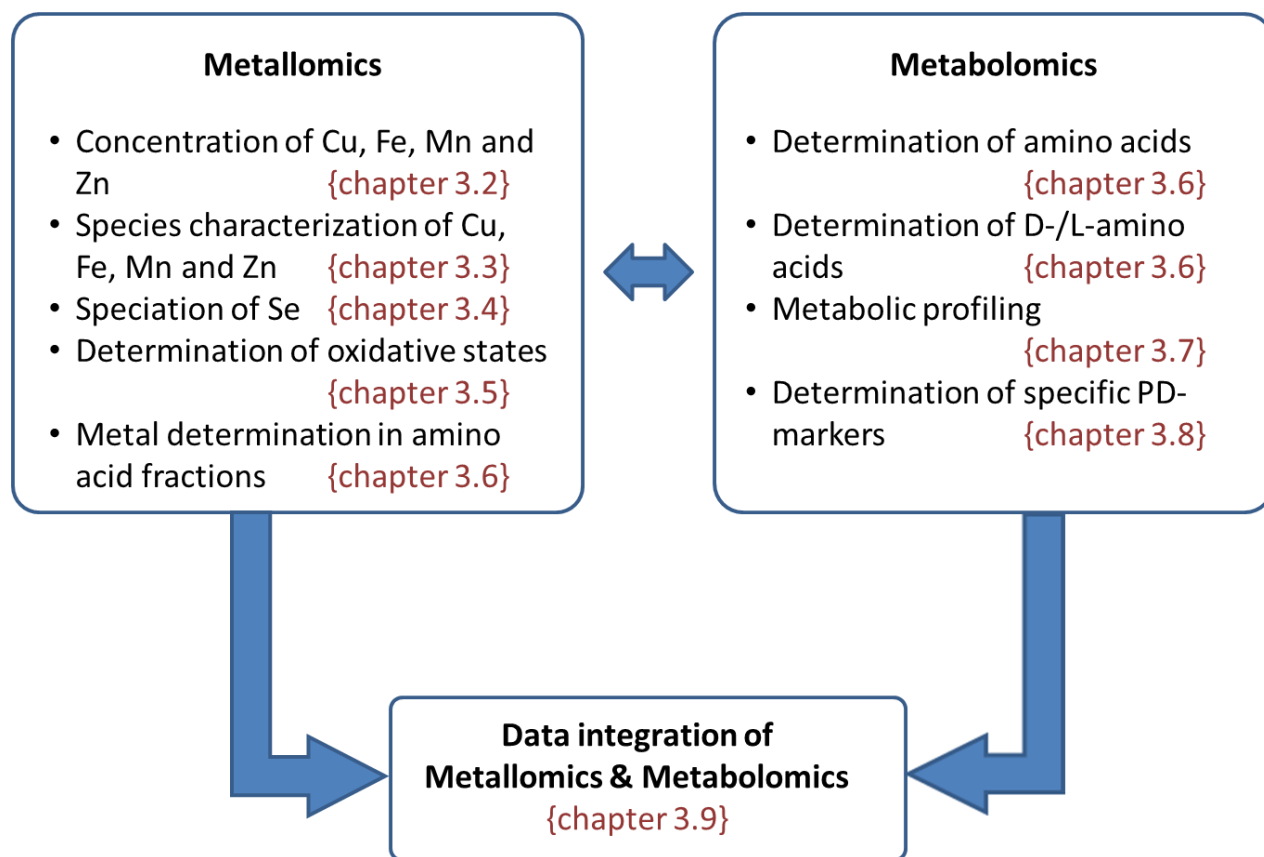 Metallomics
• Concentration of Cu, Fe, Mn and
Zn {chapter 3.2}
• Species characterization of Cu,
Fe, Mn and Zn {chapter 3.3}
• Speciation of Se {chapter 3.4}
• Determination of oxidative states
{chapter 3.5}
• Metal determination in amino
acid fractions {chapter 3.6}
Metabolomics
• Determination of amino acids
{chapter 3.6}
• Determination of D-/L-amino
acids {chapter 3.6}
• Metabolic profiling
{chapter 3.7}
• Determination of specific PD-
markers {chapter 3.8}
Data integration of
Metallomics & Metabolomics
{chapter 3.9}